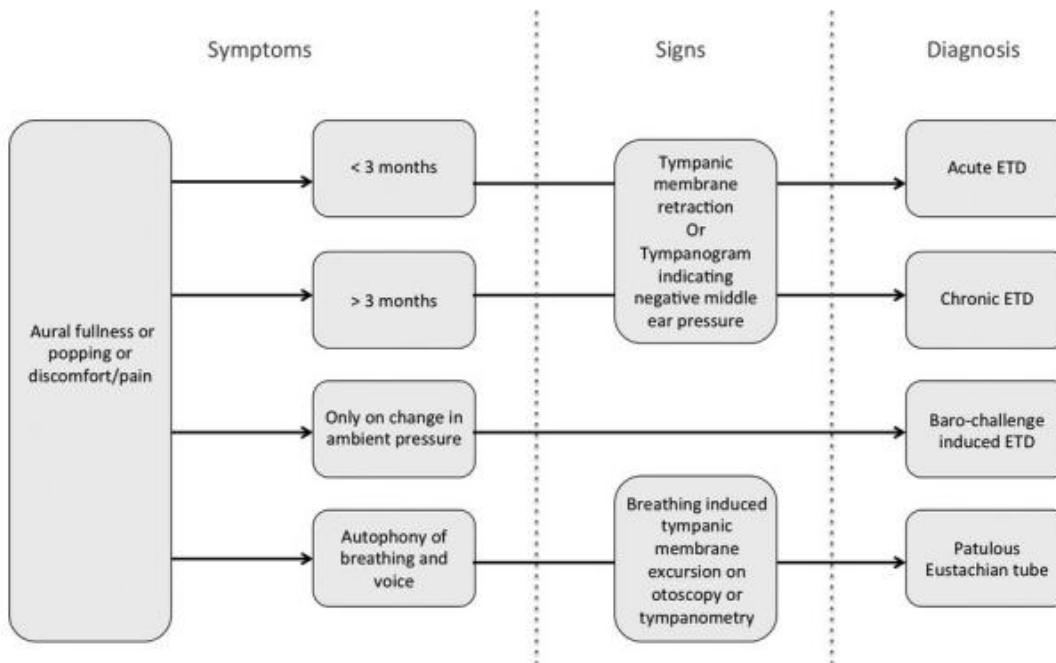 Symptoms
Signs
Diagnosis
Aural fullness or
popping or
discomfort/pain
< 3 months
> 3 months
Only on change in
ambient pressure
Autophony of
breathing and
voice
Tympanic
membrane
retraction
Or
Tympanogram
indicating
negative middle
ear pressure
Breathing induced
tympanic
membrane
excursion on
otoscopy or
tympanometry
Acute ETD
Chronic ETD
Baro-challenge
induced ETD
Patulous
Eustachian tube